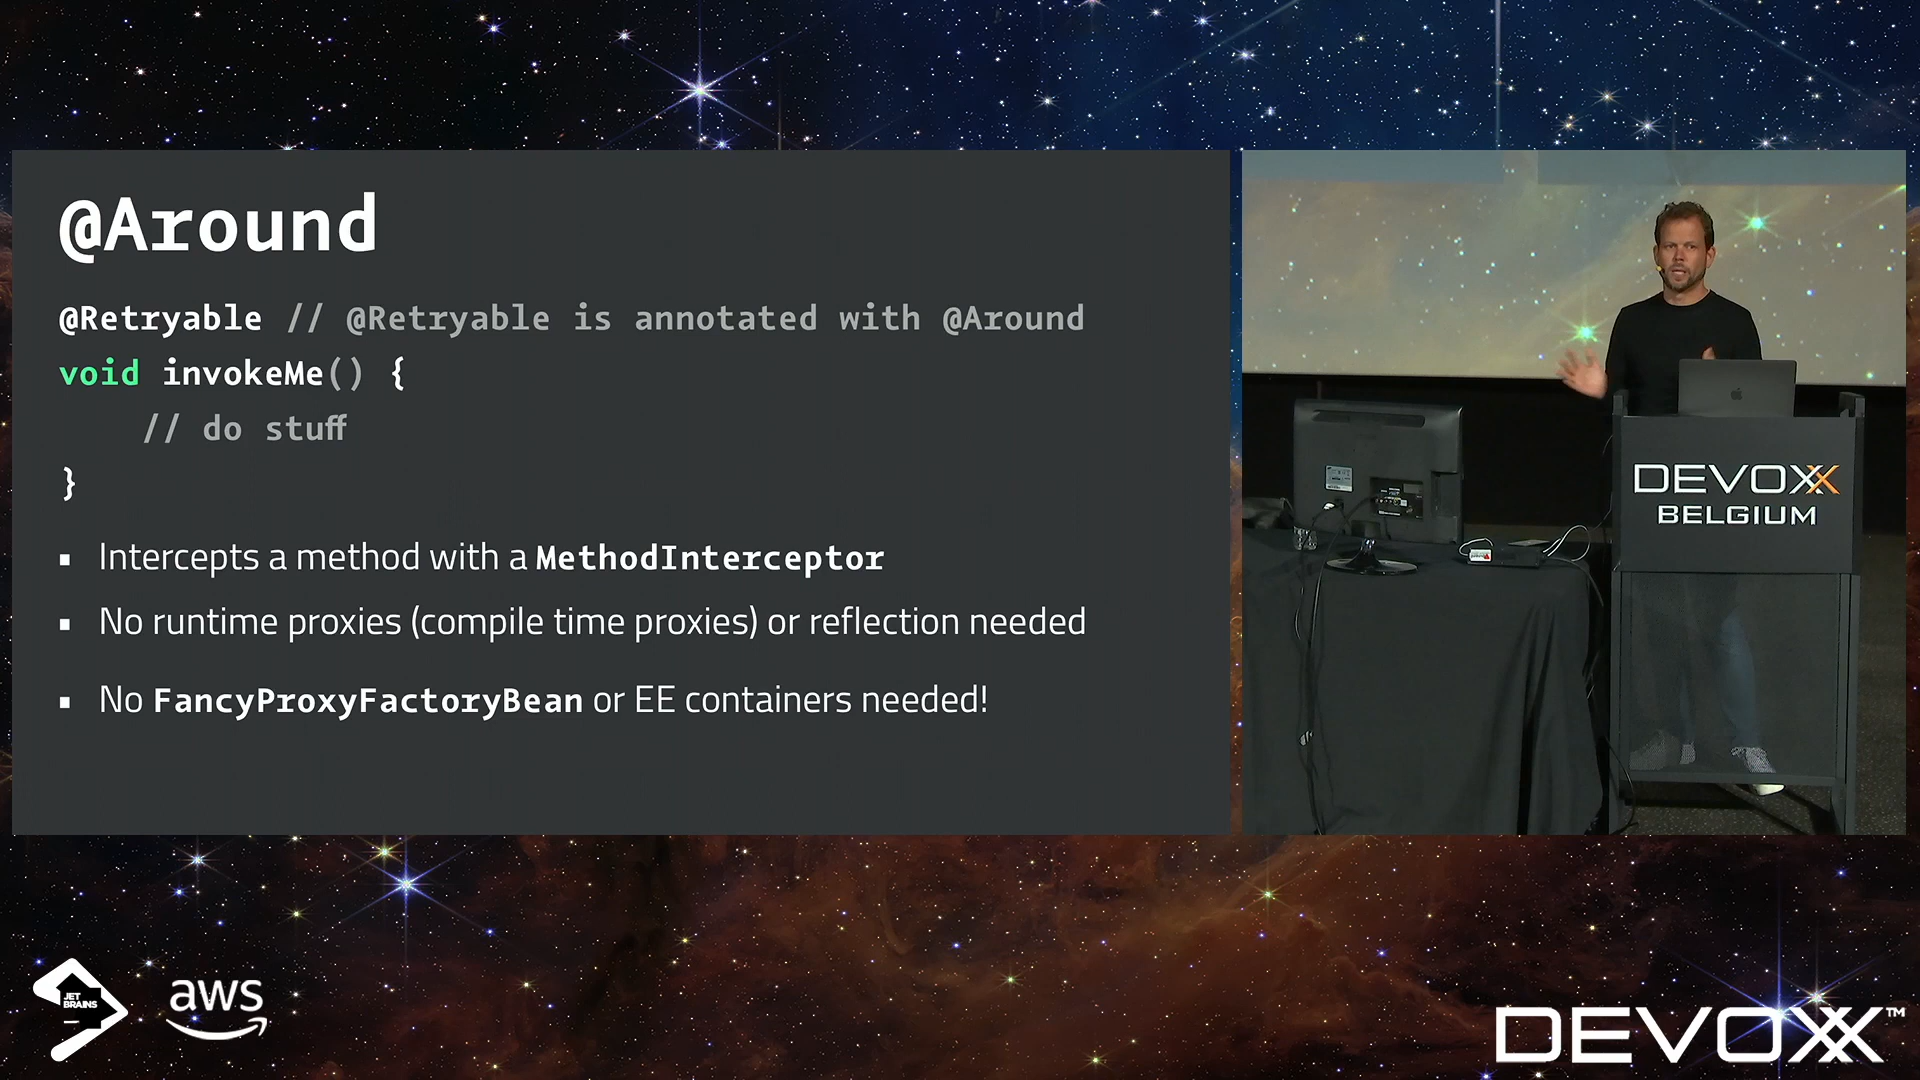 @Around
@Retryable // @Retryable is annotated with @Around
void invokeMe() {
// do stuff
}
▪ Intercepts a method with a MethodInterceptor
▪ No runtime proxies (compile time proxies) or reflection needed
▪ No FancyProxyFactoryBean or EE containers needed!
DEVOXX
BELGIUM
JET
BRAINS
aws
DEVOXX™